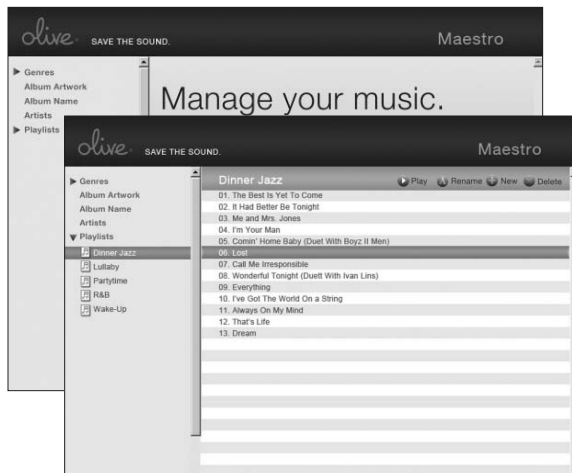 olive. SAVE THE SOUND. Maestro
Genres
Album Artwork
Album Name
Artists
Playlists
Manage your music.
olive. SAVE THE SOUND. Maestro
Genres
Album Artwork
Album Name
Artists
Playlists
Dinner Jazz
Lullaby
Partytime
R&B
Wake-Up
Dinner Jazz Play Rename New Delete
01. The Best Is Yet To Come
02. It Had Better Be Tonight
03. Me and Mrs. Jones
04. I'm Your Man
05. Comin' Home Baby (Duet With Boyz II Men)
06. Lost
07. Call Me Irresponsible
08. Wonderful Tonight (Duett With Ivan Lins)
09. Everything
10. I've Got The World On a String
11. Always On My Mind
12. That's Life
13. Dream